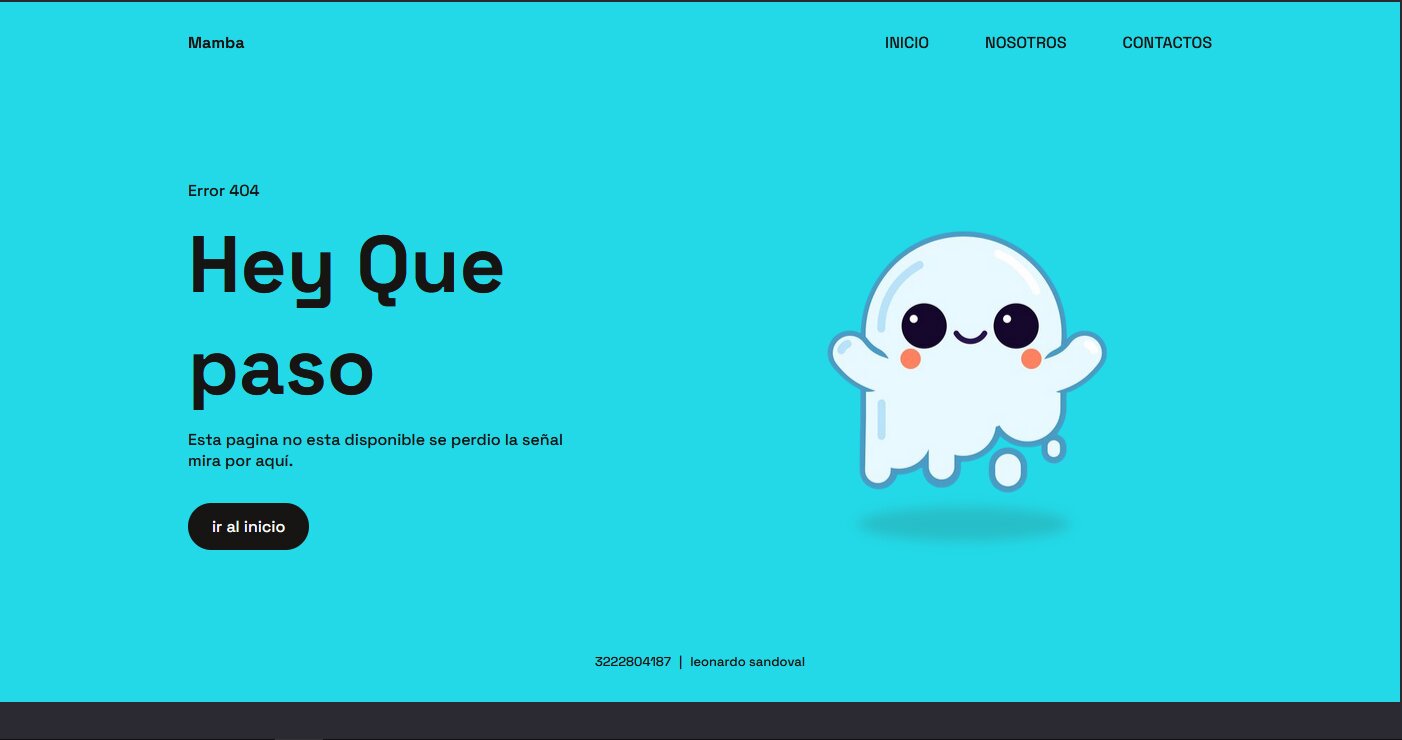 Mamba
INICIO
NOSOTROS
CONTACTOS
Error 404
Hey Que
paso
Esta pagina no esta disponible se perdio la señal
mira por aquí.
ir al inicio
3222804187 | leonardo sandoval